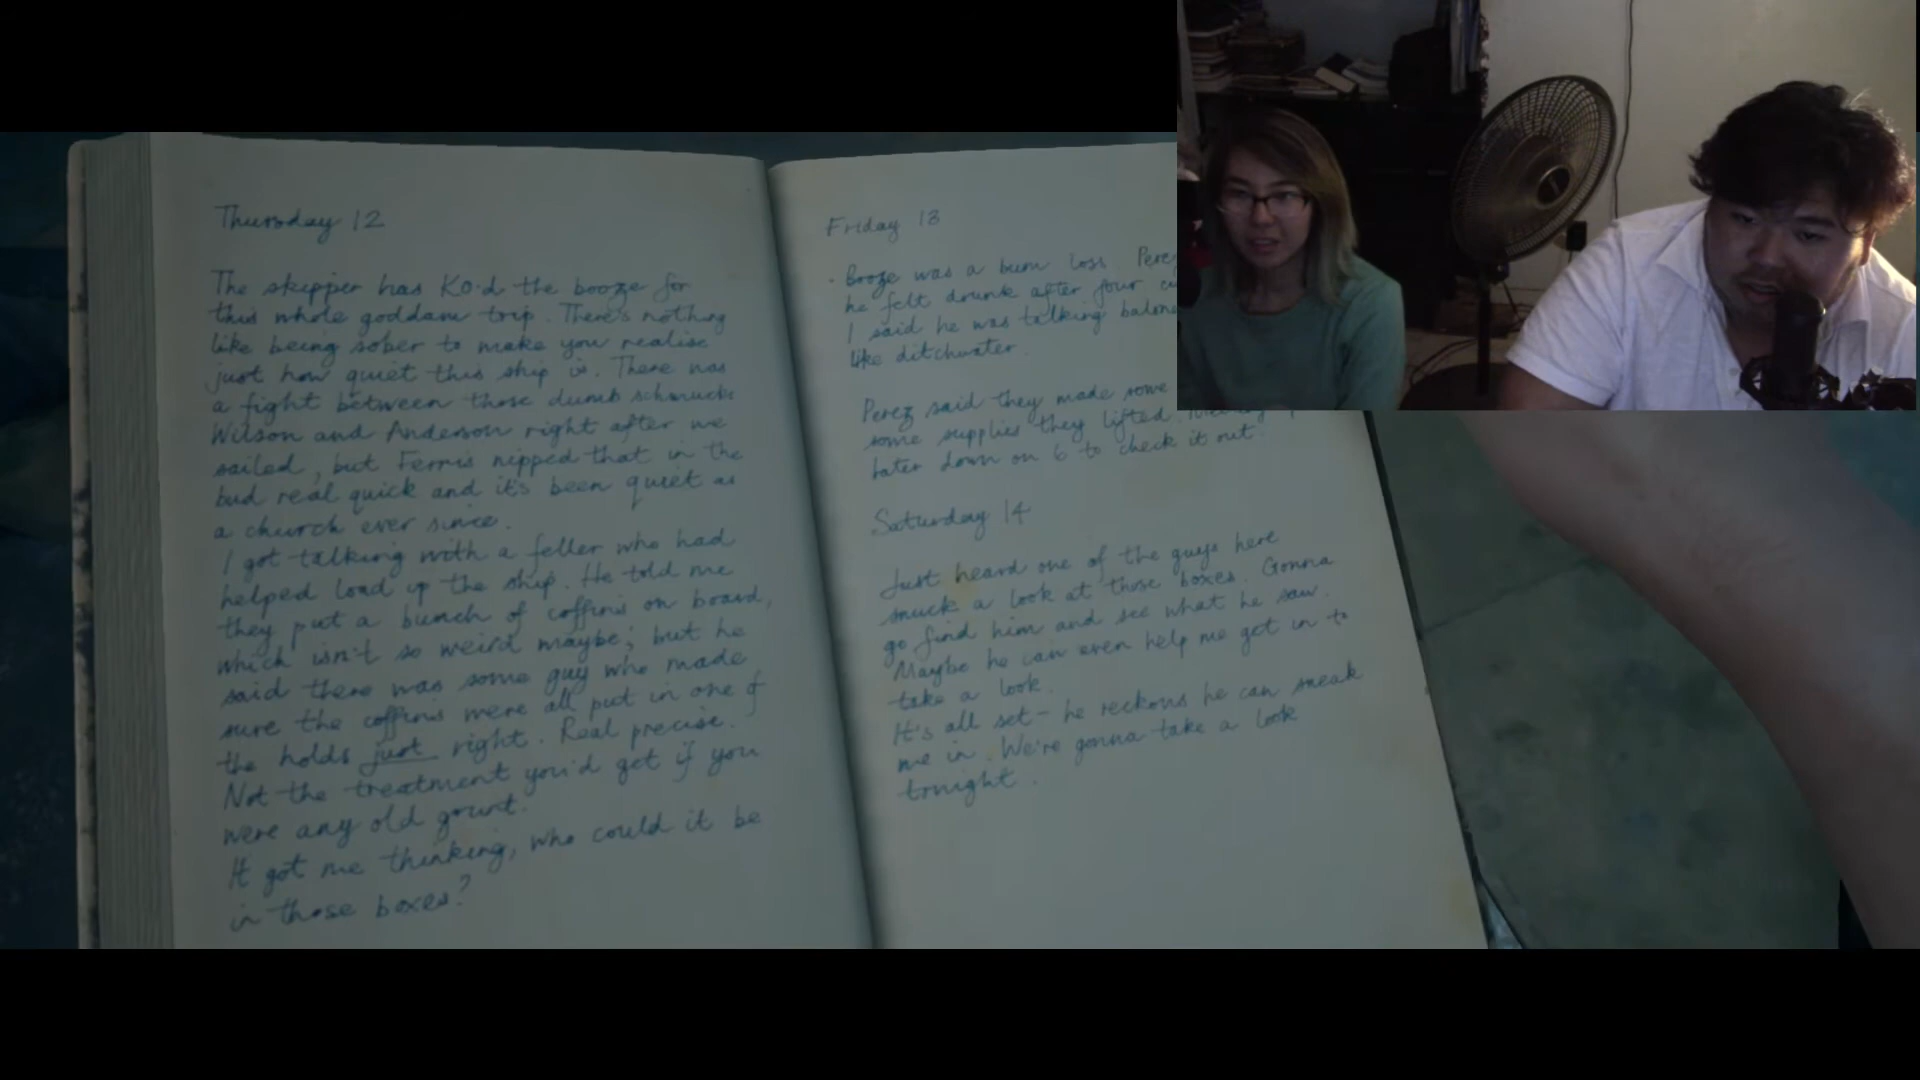 Thursday 12
The skipper has KO'd the booze for
this whole goddam trip. There's nothing
like being sober to make you realise
just how quiet this ship is. There was
a fight between those dumb schmucks
Wilson and Anderson right after we
sailed, but Ferris nipped that in the
bud real quick and it's been quiet as
a church ever since.
I got talking with a feller who had
helped load up the ship. He told me
they put a bunch of coffins on board,
which isn't so weird maybe, but he
said there was some guy who made
sure the coffins were all put in one of
the holds just right. Real precise.
Not the treatment you'd get if you
were any old grunt.
It got me thinking, who could it be
in those boxes?
Friday 13
Booze was a bum loss. Perez
he felt drunk after four
I said he was talking
like ditchwater.
Perez said they made some
some supplies they lifted.
later down on 6 to check it out.
Saturday 14
Just heard one of the guys here
snuck a look at those boxes. Gonna
go find him and see what he saw.
Maybe he can even help me get in to
take a look.
It's all set - he reckons he can sneak
me in. We're gonna take a look
tonight.